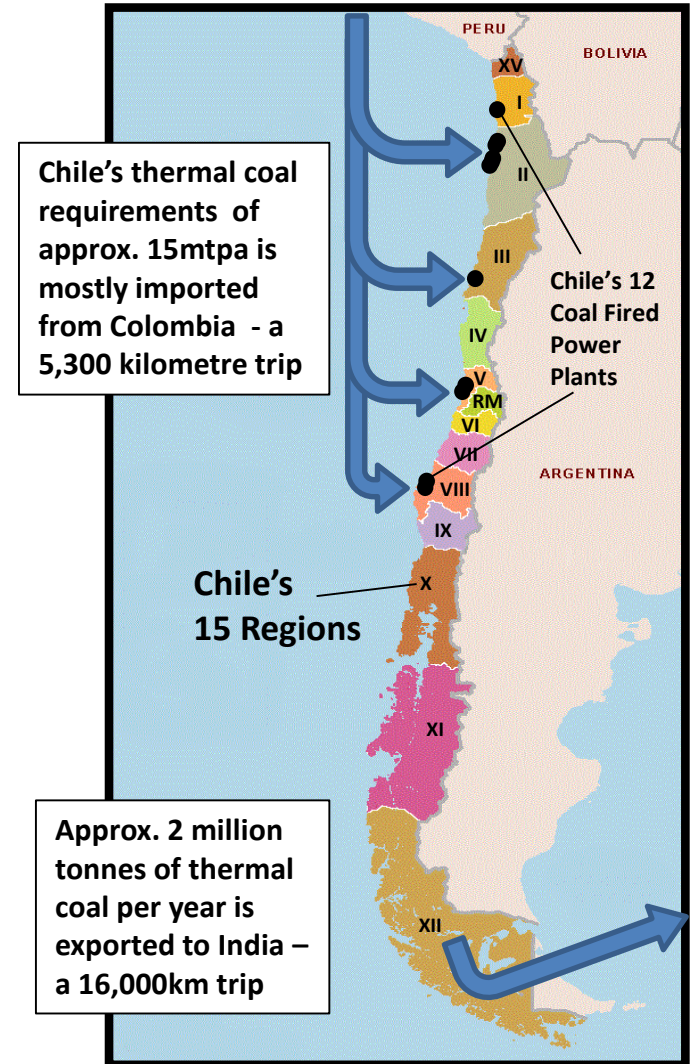 PERU
BOLIVIA
XV
I
Chile’s thermal coal
requirements of
approx. 15mtpa is
mostly imported
from Colombia - a
5,300 kilometre trip
II
III
Chile’s 12
Coal Fired
Power
Plants
IV
V
RM
VI
VII
ARGENTINA
VIII
IX
Chile’s
15 Regions
X
XI
Approx. 2 million
tonnes of thermal
coal per year is
exported to India –
a 16,000km trip
XII